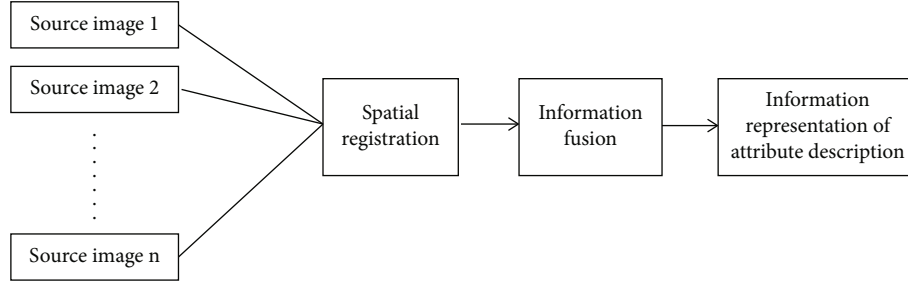 Source image 1
Source image 2
Source image n
Spatial
registration
Information
fusion
Information
representation of
attribute description